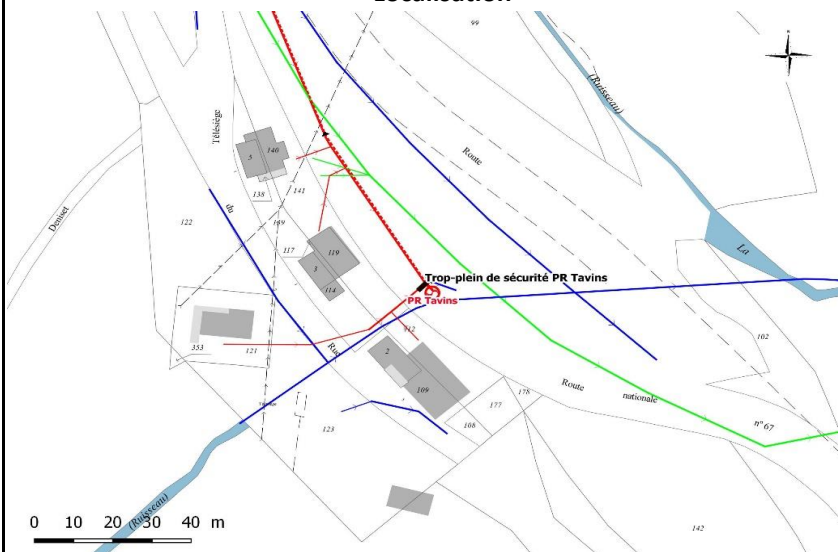 Localisation
99
(Ruisseau)
Route
La
Télésiège
5
140
138
141
Deniset
122
du
139
117
119
3
114
Trop-plein de sécurité PR Tavins
PR Tavins
112
102
353
121
Rue
2
109
Route
nationale
n° 67
177
178
108
123
142
(Ruisseau)
0 10 20 30 40 m